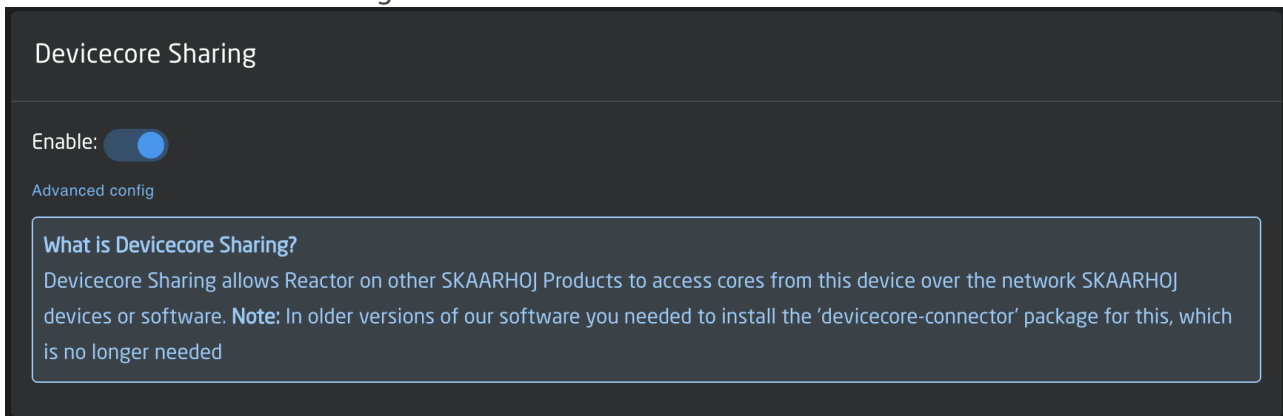 Devicecore Sharing
Enable:
Advanced config
What is Devicecore Sharing?
Devicecore Sharing allows Reactor on other SKAARHOJ Products to access cores from this device over the network SKAARHOJ
devices or software. Note: In older versions of our software you needed to install the 'devicecore-connector' package for this, which
is no longer needed